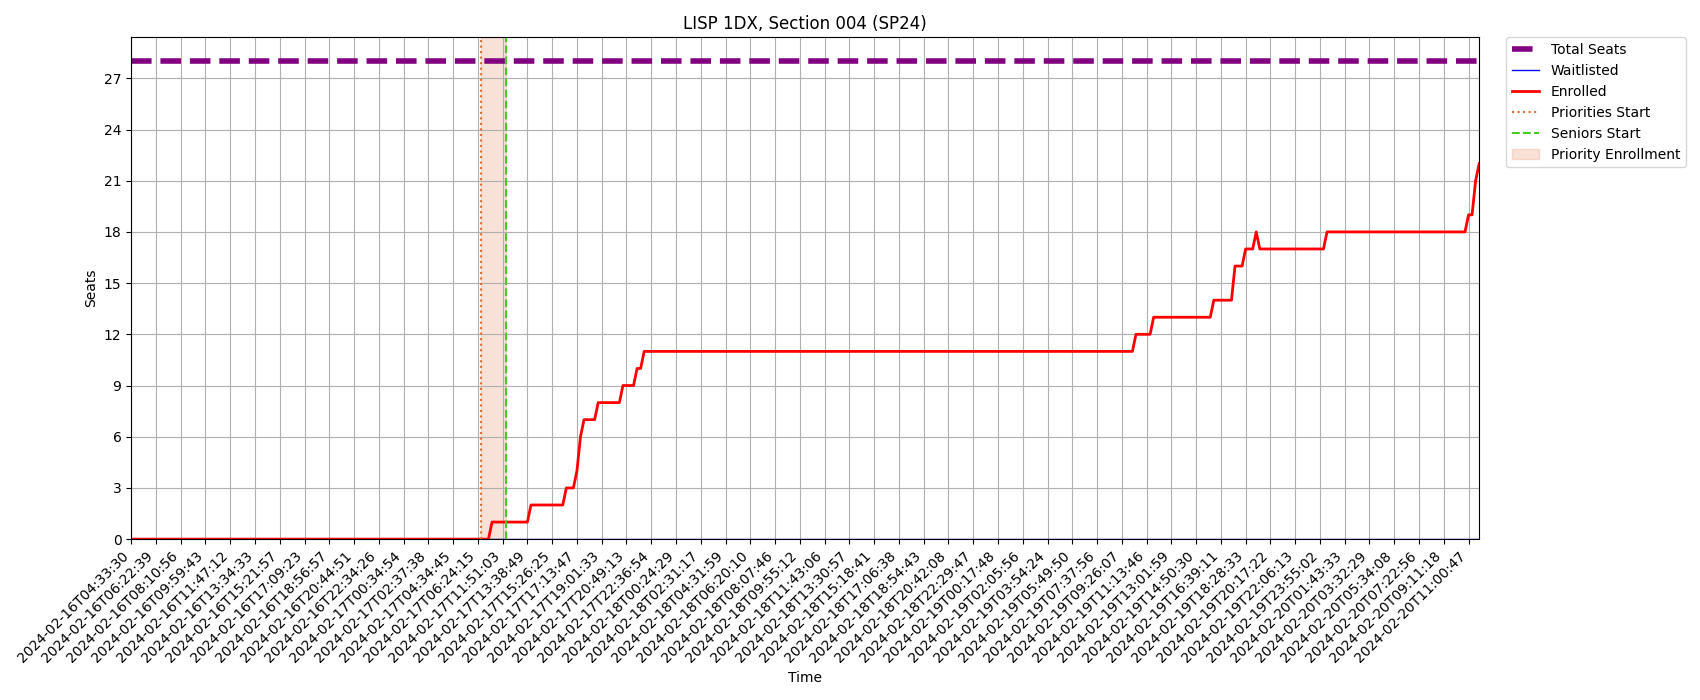 LISP 1DX, Section 004 (SP24)
Total Seats
Waitlisted
Enrolled
Priorities Start
Seniors Start
Priority Enrollment
Seats
27
24
21
18
15
12
9
6
3
0
2024-02-16T04:33:30
2024-02-16T06:22:39
2024-02-16T08:10:56
2024-02-16T09:59:43
2024-02-16T11:47:12
2024-02-16T13:34:33
2024-02-16T15:21:57
2024-02-16T17:09:23
2024-02-16T18:56:57
2024-02-16T20:44:51
2024-02-16T22:34:26
2024-02-17T00:34:54
2024-02-17T02:37:38
2024-02-17T04:34:45
2024-02-17T06:24:15
2024-02-17T11:51:03
2024-02-17T13:38:49
2024-02-17T15:26:25
2024-02-17T17:13:47
2024-02-17T19:01:33
2024-02-17T20:49:13
2024-02-17T22:36:54
2024-02-18T00:24:29
2024-02-18T02:31:17
2024-02-18T04:31:59
2024-02-18T06:20:10
2024-02-18T08:07:46
2024-02-18T09:55:12
2024-02-18T11:43:06
2024-02-18T13:30:57
2024-02-18T15:18:41
2024-02-18T17:06:38
2024-02-18T18:54:43
2024-02-18T20:42:08
2024-02-18T22:29:47
2024-02-19T00:17:48
2024-02-19T02:05:56
2024-02-19T03:54:24
2024-02-19T05:49:50
2024-02-19T07:37:56
2024-02-19T09:26:07
2024-02-19T11:13:46
2024-02-19T13:01:59
2024-02-19T14:50:30
2024-02-19T16:39:11
2024-02-19T18:28:33
2024-02-19T20:17:22
2024-02-19T22:06:13
2024-02-19T23:55:02
2024-02-20T01:43:33
2024-02-20T03:32:29
2024-02-20T05:34:08
2024-02-20T07:22:56
2024-02-20T09:11:18
2024-02-20T11:00:47
Time